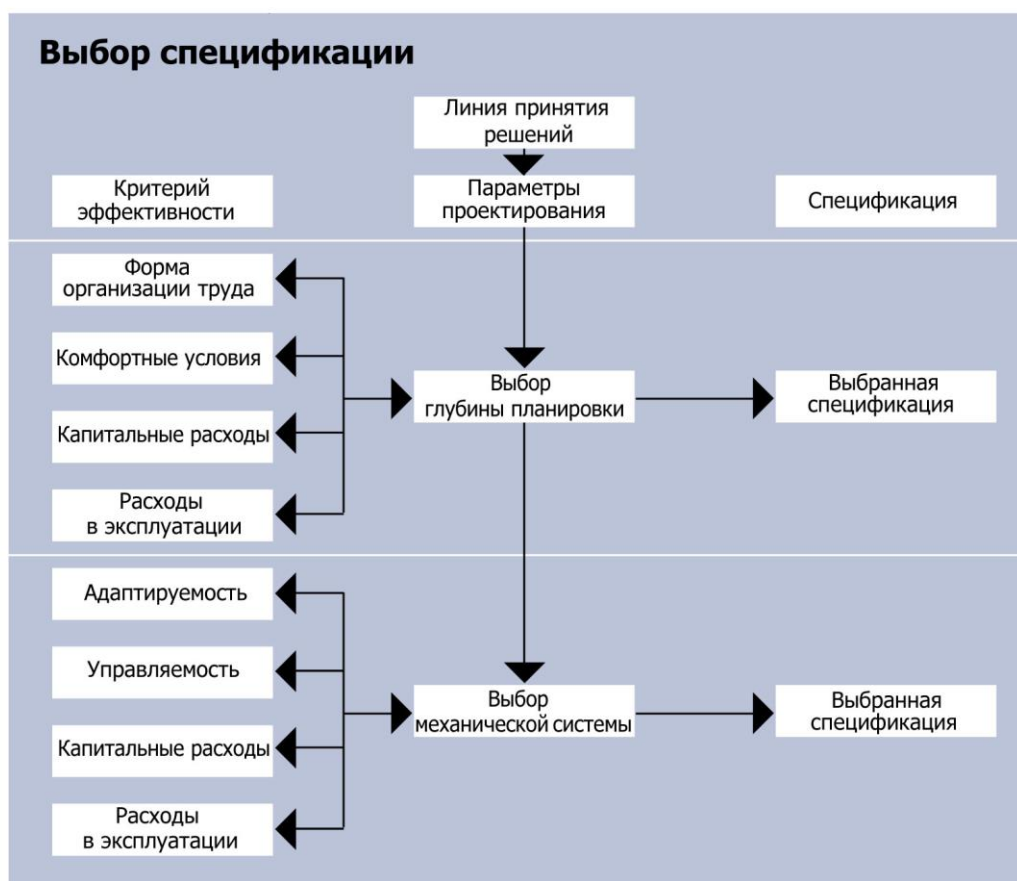 Выбор спецификации
Линия принятия
решений
Критерий
эффективности
Параметры
проектирования
Спецификация
Форма
организации труда
Комфортные условия
Капитальные расходы
Расходы
в эксплуатации
Выбор
глубины планировки
Выбранная
спецификация
Адаптируемость
Управляемость
Капитальные расходы
Расходы
в эксплуатации
Выбор
механической системы
Выбранная
спецификация